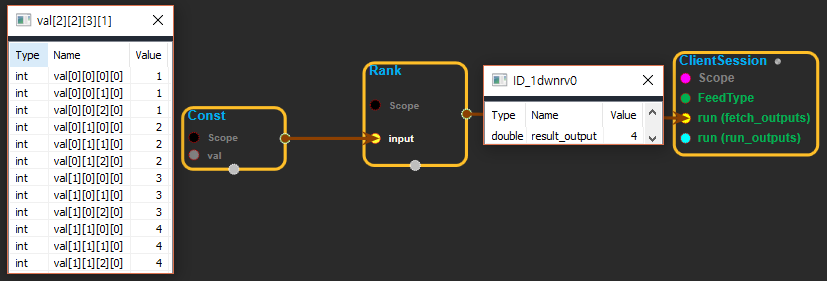 val[2][2][3][1]
Type Name Value
int val[0][0][0][0] 1
int val[0][0][1][0] 1
int val[0][0][2][0] 1
int val[0][1][0][0] 2
int val[0][1][1][0] 2
int val[0][1][2][0] 2
int val[1][0][0][0] 3
int val[1][0][1][0] 3
int val[1][0][2][0] 3
int val[1][1][0][0] 4
int val[1][1][1][0] 4
int val[1][1][2][0] 4
Const
Scope
val
Rank
Scope
input
ID_1dwnrv0
Type Name Value
double result_output 4
ClientSession
Scope
FeedType
run (fetch_outputs)
run (run_outputs)